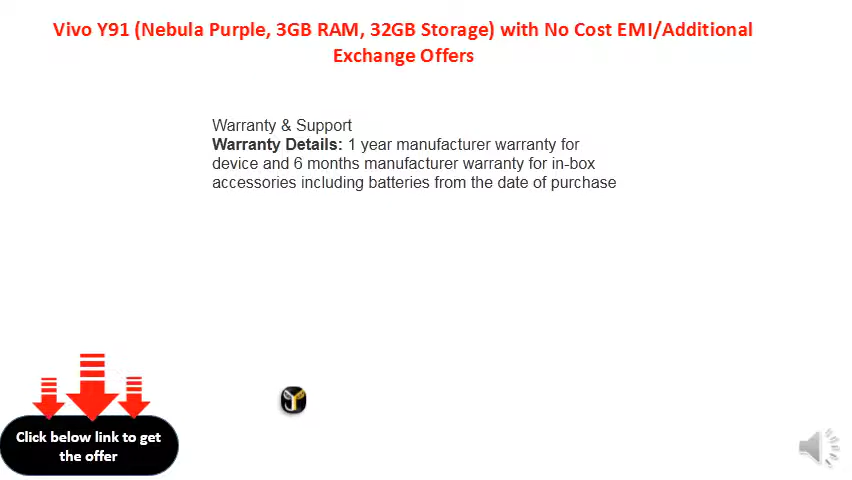 Vivo Y91 (Nebula Purple, 3GB RAM, 32GB Storage) with No Cost EMI/Additional
Exchange Offers
Warranty & Support
Warranty Details: 1 year manufacturer warranty for
device and 6 months manufacturer warranty for in-box
accessories including batteries from the date of purchase
Click below link to get
the offer